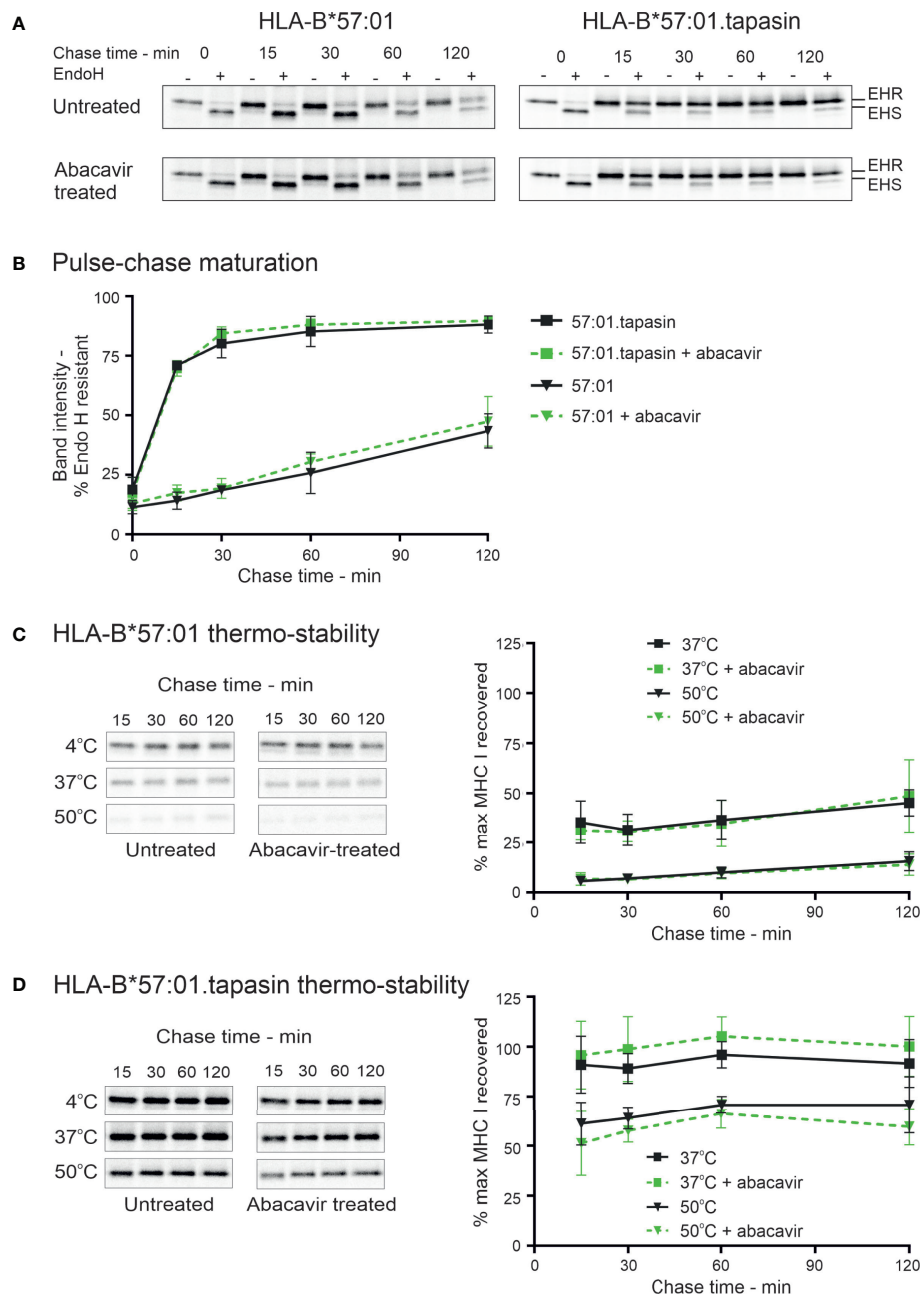 A
HLA-B*57:01
HLA-B*57:01.tapasin
Chase time - min 0 15 30 60 120 0 15 30 60 120
EndoH - + - + - + - + - + - + - + - + - + - +
Untreated
EHR
EHS
Abacavir
treated
EHR
EHS
B Pulse-chase maturation
Band intensity -
% Endo H resistant
100
75
50
25
0
0 30 60 90 120
Chase time - min
57:01.tapasin
57:01.tapasin + abacavir
57:01
57:01 + abacavir
C HLA-B*57:01 thermo-stability
Chase time - min
15 30 60 120 15 30 60 120
4°C
37°C
50°C
Untreated Abacavir-treated
% max MHC I recovered
125
100
75
50
25
0
0 30 60 90 120
Chase time - min
37°C
37°C + abacavir
50°C
50°C + abacavir
D HLA-B*57:01.tapasin thermo-stability
Chase time - min
15 30 60 120 15 30 60 120
4°C
37°C
50°C
Untreated Abacavir treated
% max MHC I recovered
125
100
75
50
25
0
0 30 60 90 120
Chase time - min
37°C
37°C + abacavir
50°C
50°C + abacavir